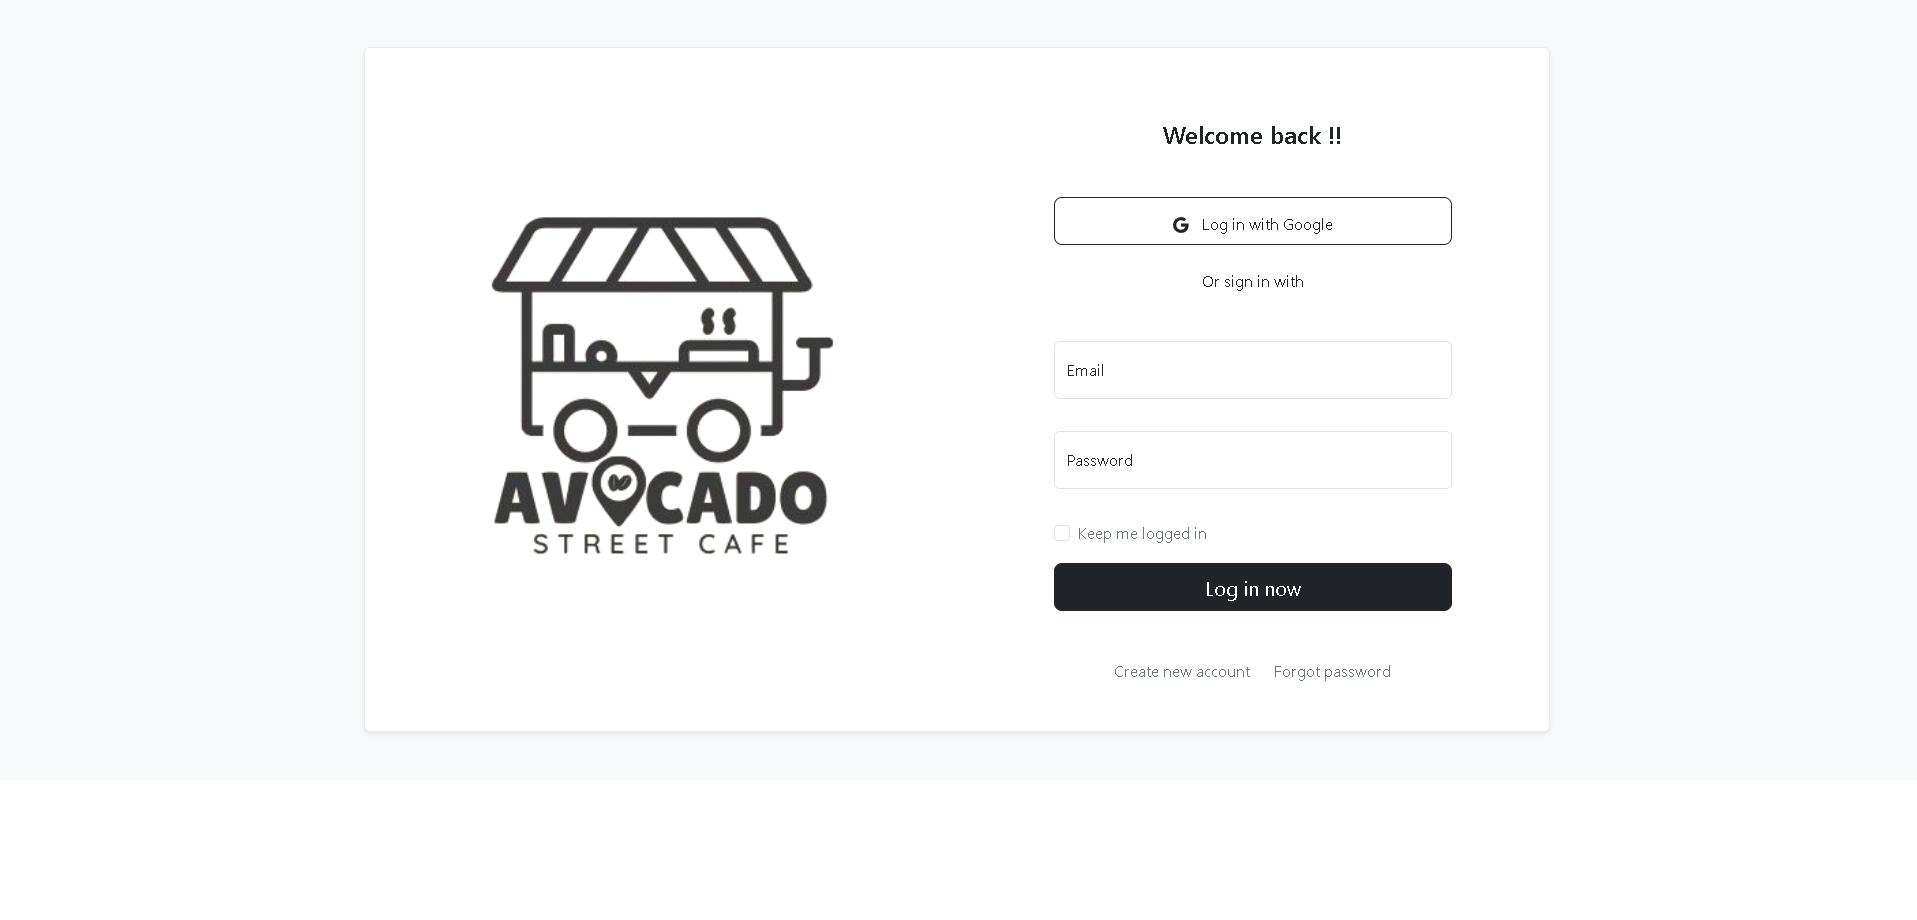 AVOCADO
STREET CAFE
Welcome back !!
Log in with Google
Or sign in with
Email
Password
Keep me logged in
Log in now
Create new account Forgot password